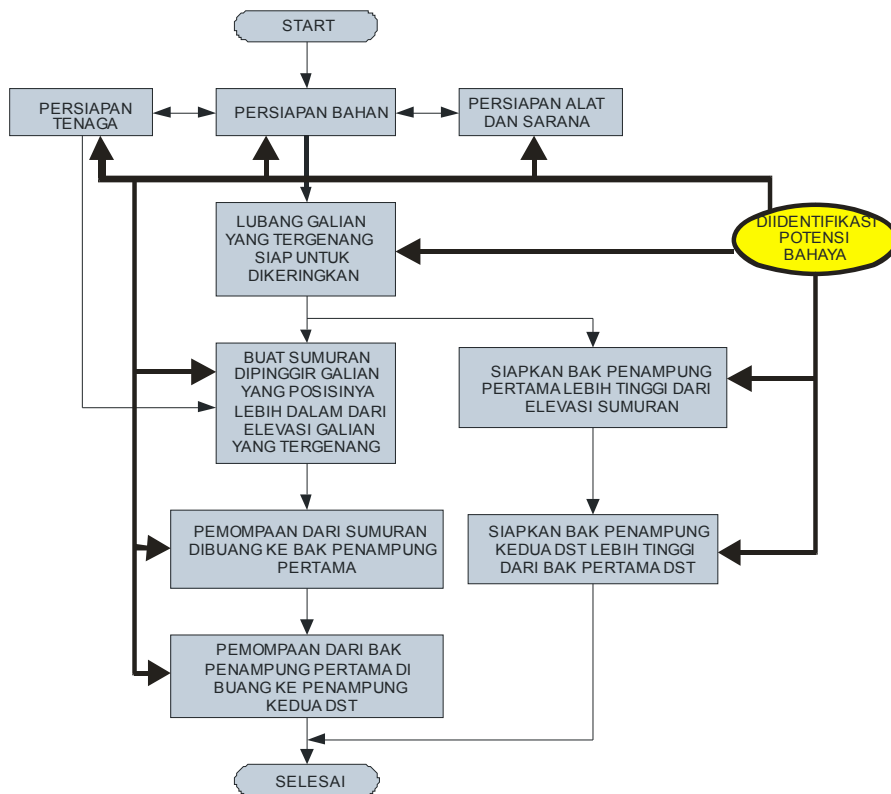 START
PERSIAPAN
TENAGA
PERSIAPAN BAHAN
PERSIAPAN ALAT
DAN SARANA
LUBANG GALIAN
YANG TERGENANG
SIAP UNTUK
DIKERINGKAN
DIIDENTIFIKASI
POTENSI
BAHAYA
BUAT SUMURAN
DIPINGGIR GALIAN
YANG POSISINYA
LEBIH DALAM DARI
ELEVASI GALIAN
YANG TERGENANG
SIAPKAN BAK PENAMPUNG
PERTAMA LEBIH TINGGI DARI
ELEVASI SUMURAN
PEMOMPAAN DARI SUMURAN
DIBUANG KE BAK PENAMPUNG
PERTAMA
SIAPKAN BAK PENAMPUNG
KEDUA DST LEBIH TINGGI
DARI BAK PERTAMA DST
PEMOMPAAN DARI BAK
PENAMPUNG PERTAMA DI
BUANG KE PENAMPUNG
KEDUA DST
SELESAI